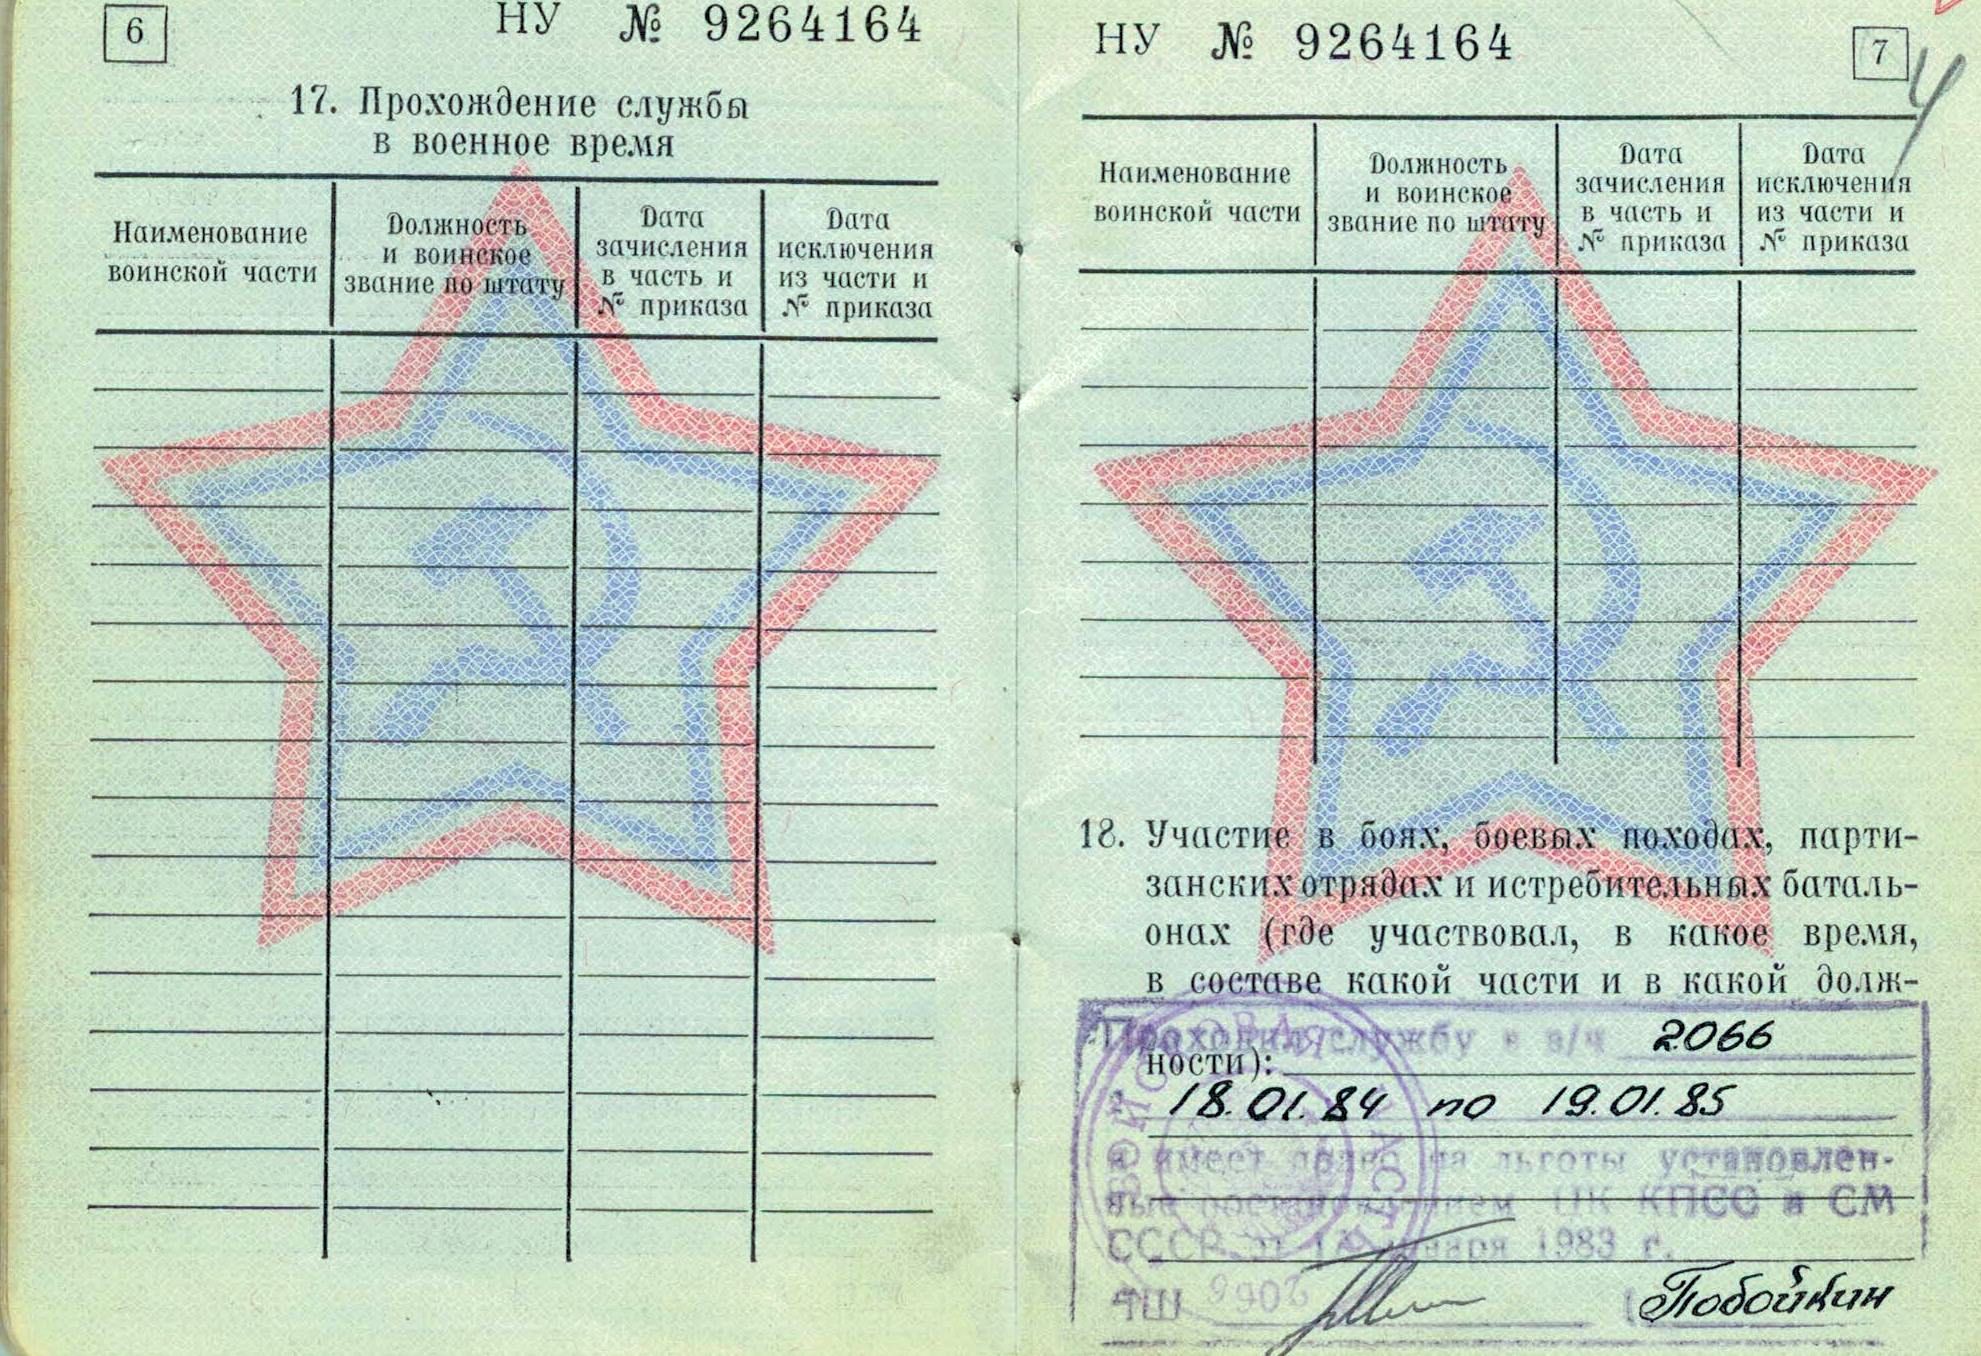 6
НУ № 9264164
17. Прохождение службы
в военное время
Наименование
воинской части
Должность
и воинское
звание по штату
Дата
зачисления
в часть и
№ приказа
Дата
исключения
из части и
№ приказа
НУ № 9264164
7
4
Наименование
воинской части
Должность
и воинское
звание по штату
Дата
зачисления
в часть и
№ приказа
Дата
исключения
из части и
№ приказа
18. Участие в боях, боевых походах, парти-
занских отрядах и истребительных баталь-
онах (где участвовал, в какое время,
в составе какой части и в какой долж-
Проходил службу в в/ч 2066
ности):
18.01.84 по 19.01.85
и имеет право на льготы установлен-
ные постановлением ЦК КПСС и СМ
СССР от января 1983 г.
ВОЙСКОВАЯ ЧАСТЬ
2066
НШ
Побойкин